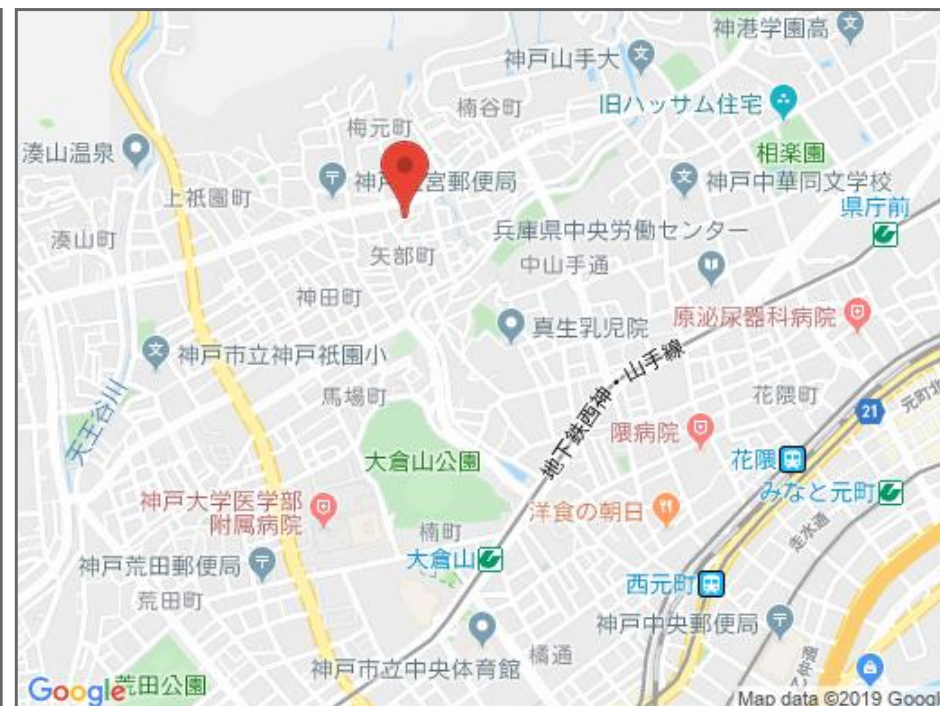 神港学園高
神戸山手大
楠谷町
旧ハッサム住宅
梅元町
湊山温泉
相楽園
神戸
宮郵便局
神戸中華同文学校
上祇園町
県庁前
湊山町
兵庫県中央労働センター
矢部町
中山手通
神田町
原泌尿器科病院
真生乳児院
神戸市立神戸祇園小
地下鉄西神・山手線
馬場町
花隈町
天王谷川
元町北
21
隈病院
大倉山公園
花隈
みなと元町
神戸大学医学部
附属病院
洋食の朝日
楠町
走水通
大倉山
神戸荒田郵便局
西元町
荒田町
神戸中央郵便局
橘通
神戸市立中央体育館
荒田公園
Google
Map data ©2019 Googl